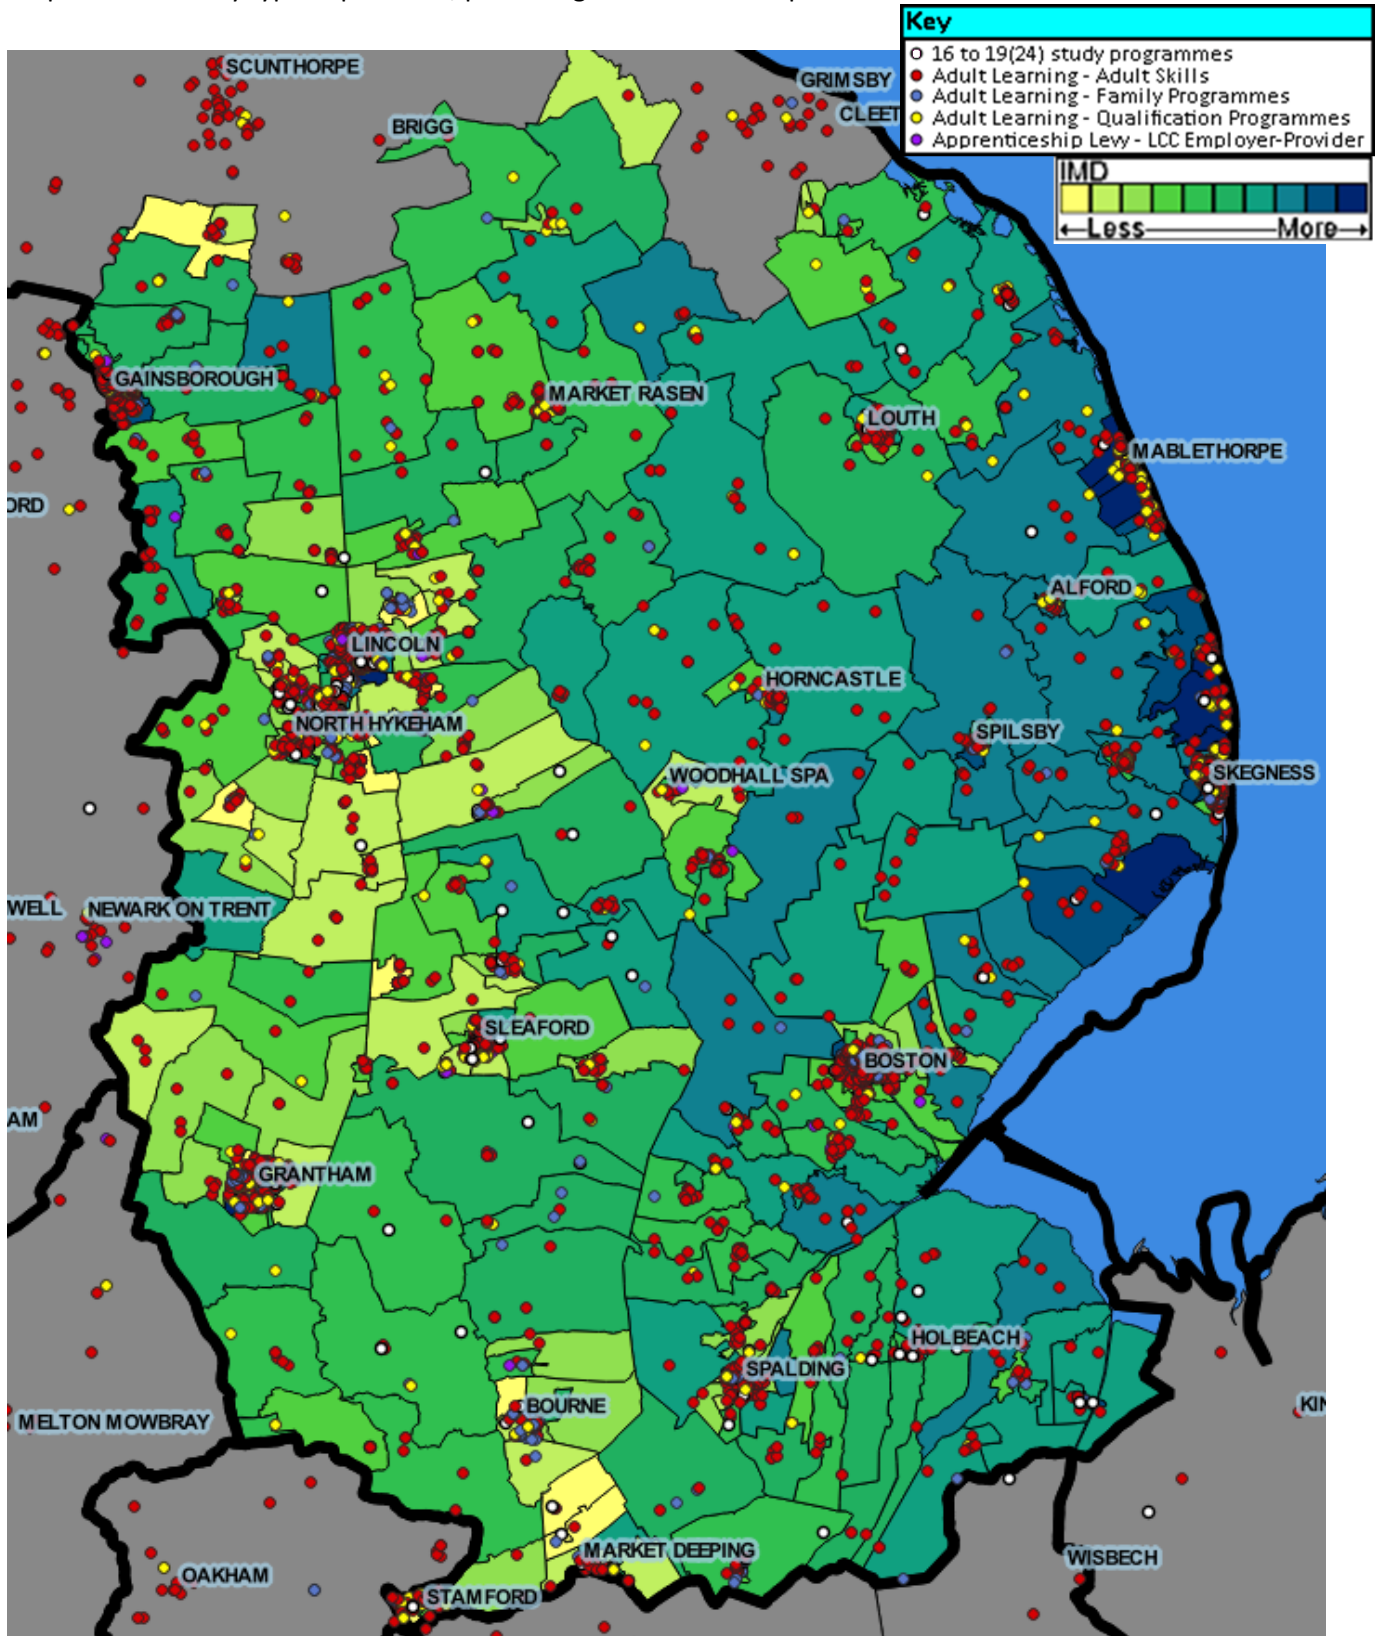 Key
16 to 19(24) study programmes
Adult Learning - Adult Skills
Adult Learning - Family Programmes
Adult Learning - Qualification Programmes
Apprenticeship Levy - LCC Employer-Provider
IMD
Less
More
SCUNTHORPE
GRIMSBY
CLEET
BRIGG
GAINSBOROUGH
MARKET RASEN
LOUTH
MABLETHORPE
ORD
ALFORD
LINCOLN
HORNCASTLE
NORTH HYKEHAM
SPILSBY
WOODHALL SPA
SKEGNESS
WELL
NEWARK ON TRENT
SLEAFORD
BOSTON
AM
GRANTHAM
HOLBEACH
SPALDING
BOURNE
MELTON MOWBRAY
KIN
MARKET DEEPING
WISBECH
OAKHAM
STAMFORD